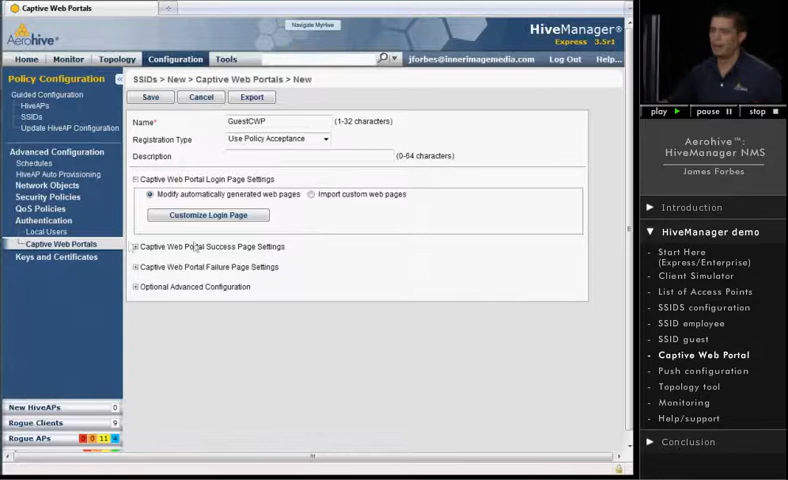 Captive Web Portals
Navigate MyHive
Aerohive
HiveManager®
Express 3.5r1
Home
Monitor
Topology
Configuration
Tools
jforbes@innerimagemedia.com
Log Out
Help...
Policy Configuration
Guided Configuration
HiveAPs
SSIDs
Update HiveAP Configuration
Advanced Configuration
Schedules
HiveAP Auto Provisioning
Network Objects
Security Policies
QoS Policies
Authentication
Local Users
Captive Web Portals
Keys and Certificates
New HiveAPs 0
Rogue Clients 9
Rogue APs 0 0 11 4
SSIDs > New > Captive Web Portals > New
Save
Cancel
Export
Name* GuestCWP (1-32 characters)
Registration Type Use Policy Acceptance
Description (0-64 characters)
Captive Web Portal Login Page Settings
Modify automatically generated web pages
Import custom web pages
Customize Login Page
Captive Web Portal Success Page Settings
Captive Web Portal Failure Page Settings
Optional Advanced Configuration
play
pause
stop
Aerohive™:
HiveManager NMS
James Forbes
Introduction
HiveManager demo
- Start Here
(Express/Enterprise)
- Client Simulator
- List of Access Points
- SSIDS configuration
- SSID employee
- SSID guest
- Captive Web Portal
- Push configuration
- Topology tool
- Monitoring
- Help/support
Conclusion